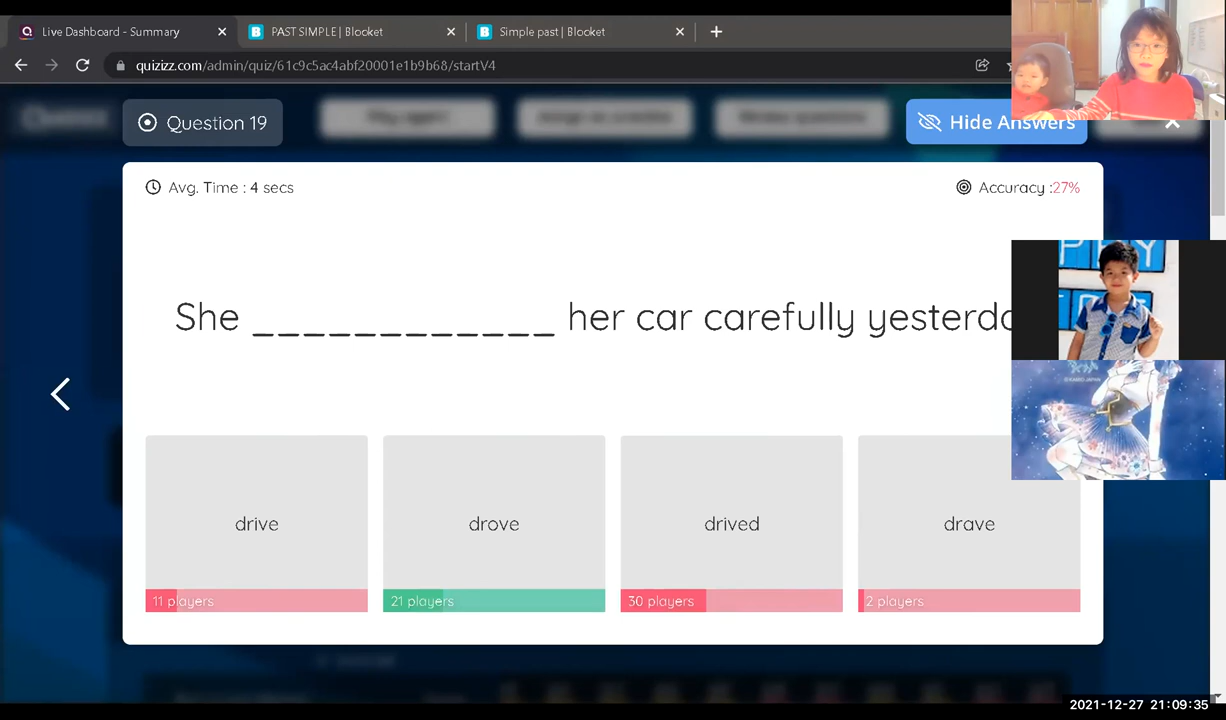 Live Dashboard - Summary
PAST SIMPLE | Blooket
Simple past | Blooket
quizizz.com/admin/quiz/61c9c5ac4abf20001e1b9b68/startV4
Question 19
Hide Answers
Avg. Time : 4 secs
Accuracy :27%
She ____________ her car carefully yesterda
drive
drove
drived
drave
11 players
21 players
30 players
2 players
2021-12-27 21:09:35